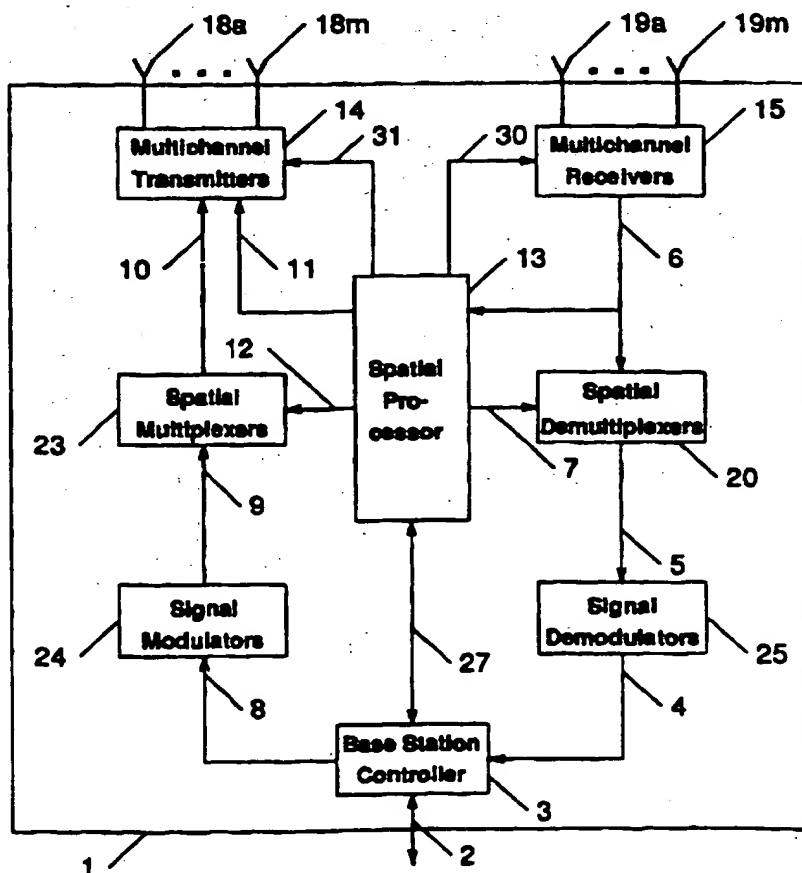 18a 18m 19a 19m
14 31 30 15
Multichannel
Transmitters
Multichannel
Receivers
10 11 13 6
12
Spatial
Multiplexers
Spatial
Pro-
cessor
Spatial
Demultiplexers
23 7 20
9 5
Signal
Modulators
Signal
Demodulators
24 27 25
8 4
Base Station
Controller
3
1 2